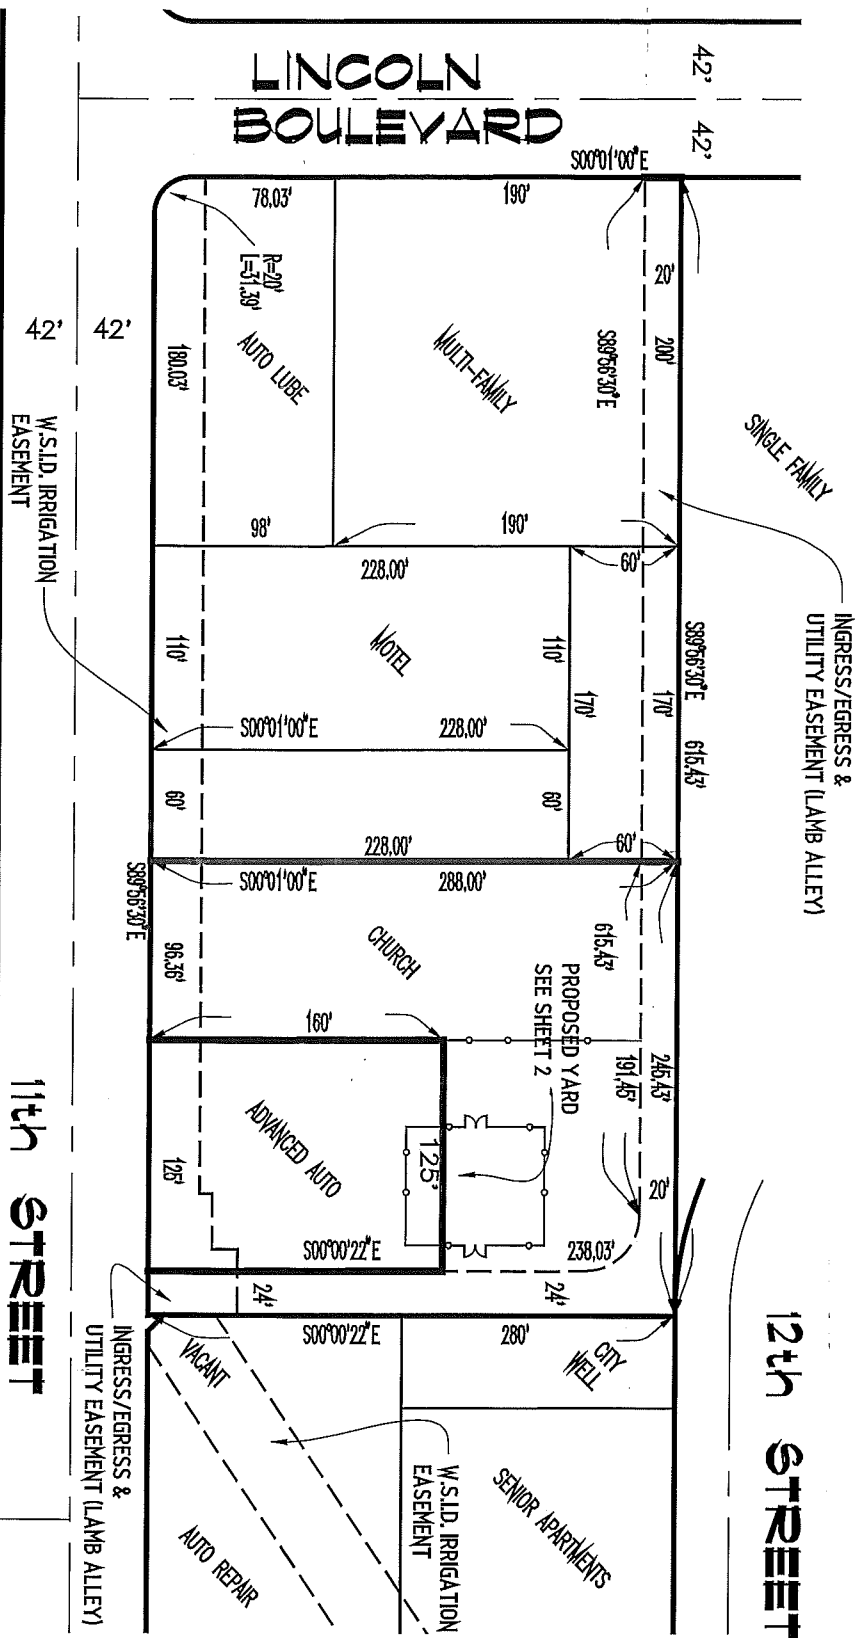 LINCOLN
BOULEVARD
42'
42'
S00°01'00"E
78.03'
190'
20'
R=20'
L=31.39'
42'
42'
180.03'
AUTO LUBE
MULTI-FAMILY
S89°56'30"E
200'
SINGLE FAMILY
W.S.I.D. IRRIGATION
EASEMENT
98'
190'
60'
228.00'
INGRESS/EGRESS &
UTILITY EASEMENT (LAMB ALLEY)
110'
MOTEL
110'
170'
170'
S89°56'30"E
615.43'
S00°01'00"E
228.00'
60'
60'
228.00'
60'
S00°01'00"E
288.00'
S89°56'30"E
96.36'
CHURCH
615.43'
PROPOSED YARD
SEE SHEET 2
160'
191.45'
245.43'
11th STREET
125'
ADVANCED AUTO
125'
20'
S00°00'22"E
238.03'
24'
24'
INGRESS/EGRESS &
UTILITY EASEMENT (LAMB ALLEY)
VACANT
S00°00'22"E
280'
CITY
WELL
12th STREET
W.S.I.D. IRRIGATION
EASEMENT
AUTO REPAIR
SENIOR APARTMENTS